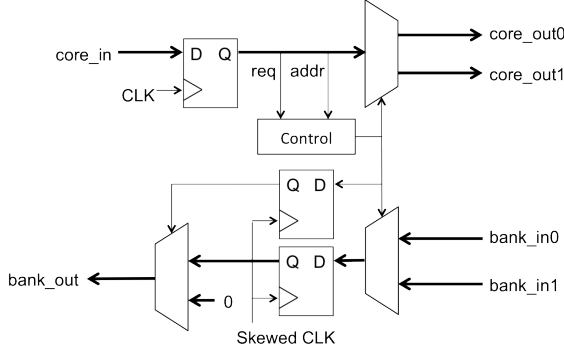 core_in
D Q
CLK
req addr
core_out0
core_out1
Control
Q D
bank_in0
Q D
bank_in1
bank_out
0
Skewed CLK